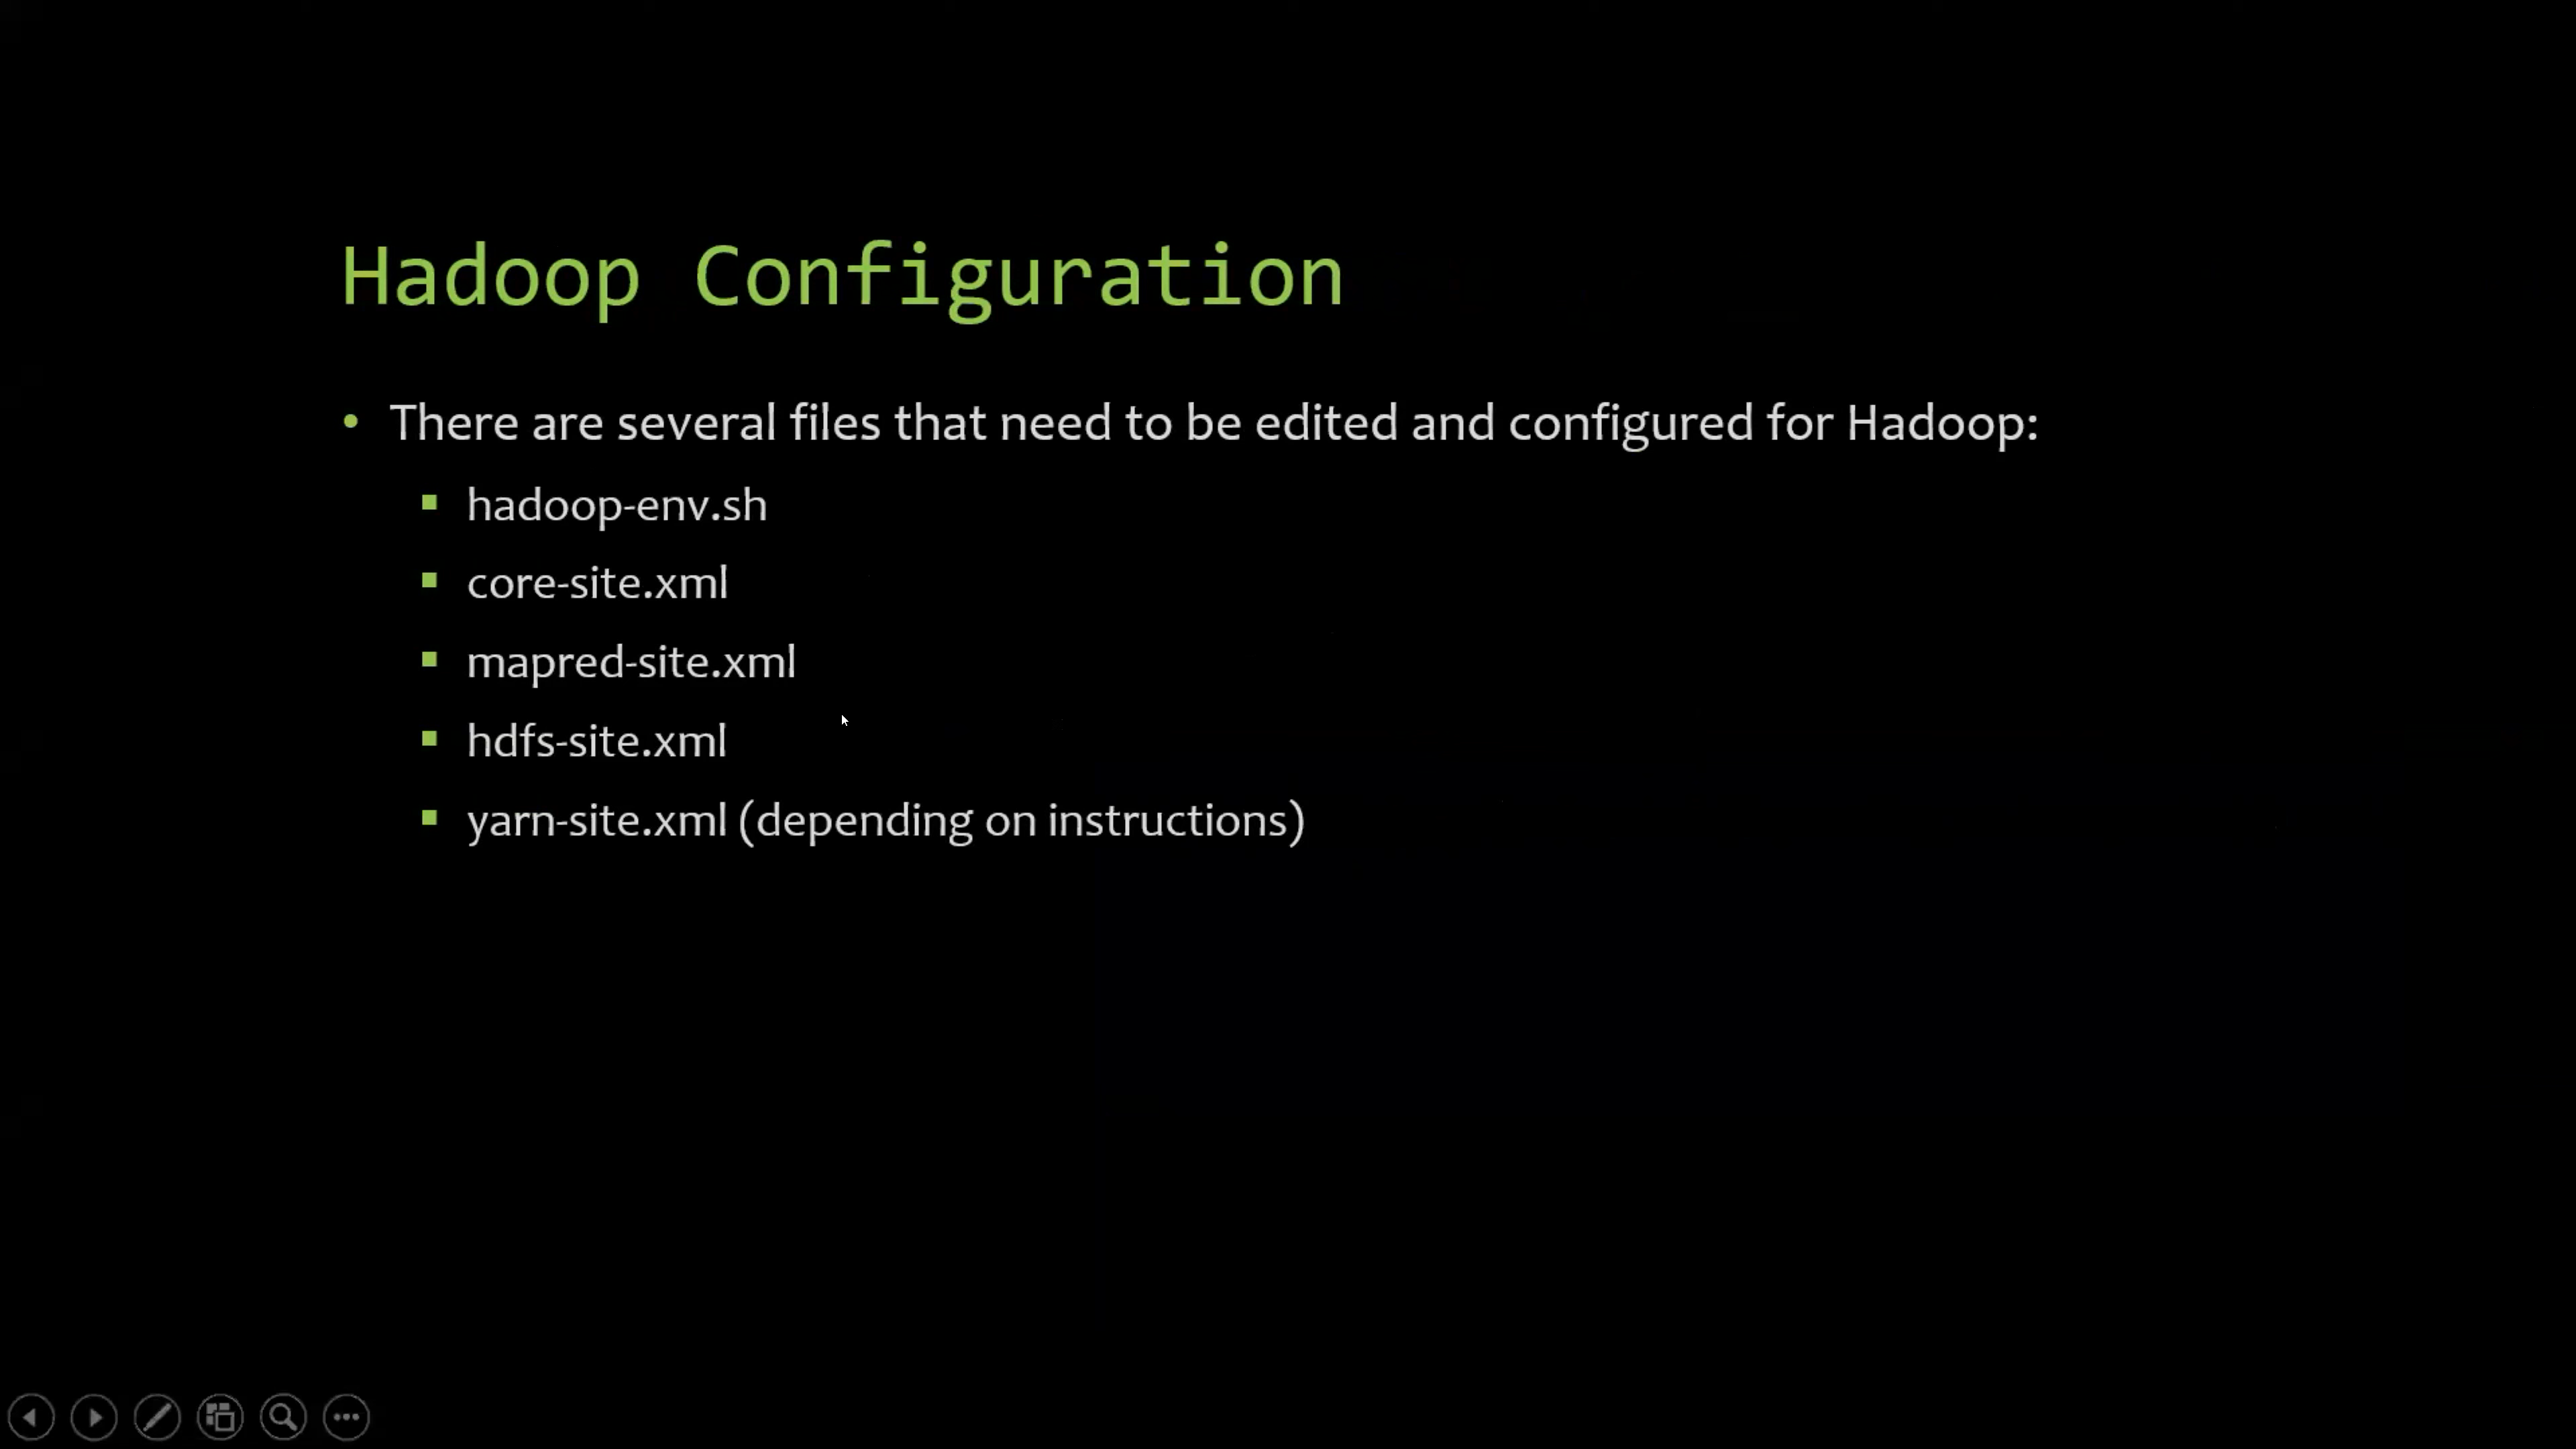 Hadoop Configuration
• There are several files that need to be edited and configured for Hadoop:
▪ hadoop-env.sh
▪ core-site.xml
▪ mapred-site.xml
▪ hdfs-site.xml
▪ yarn-site.xml (depending on instructions)